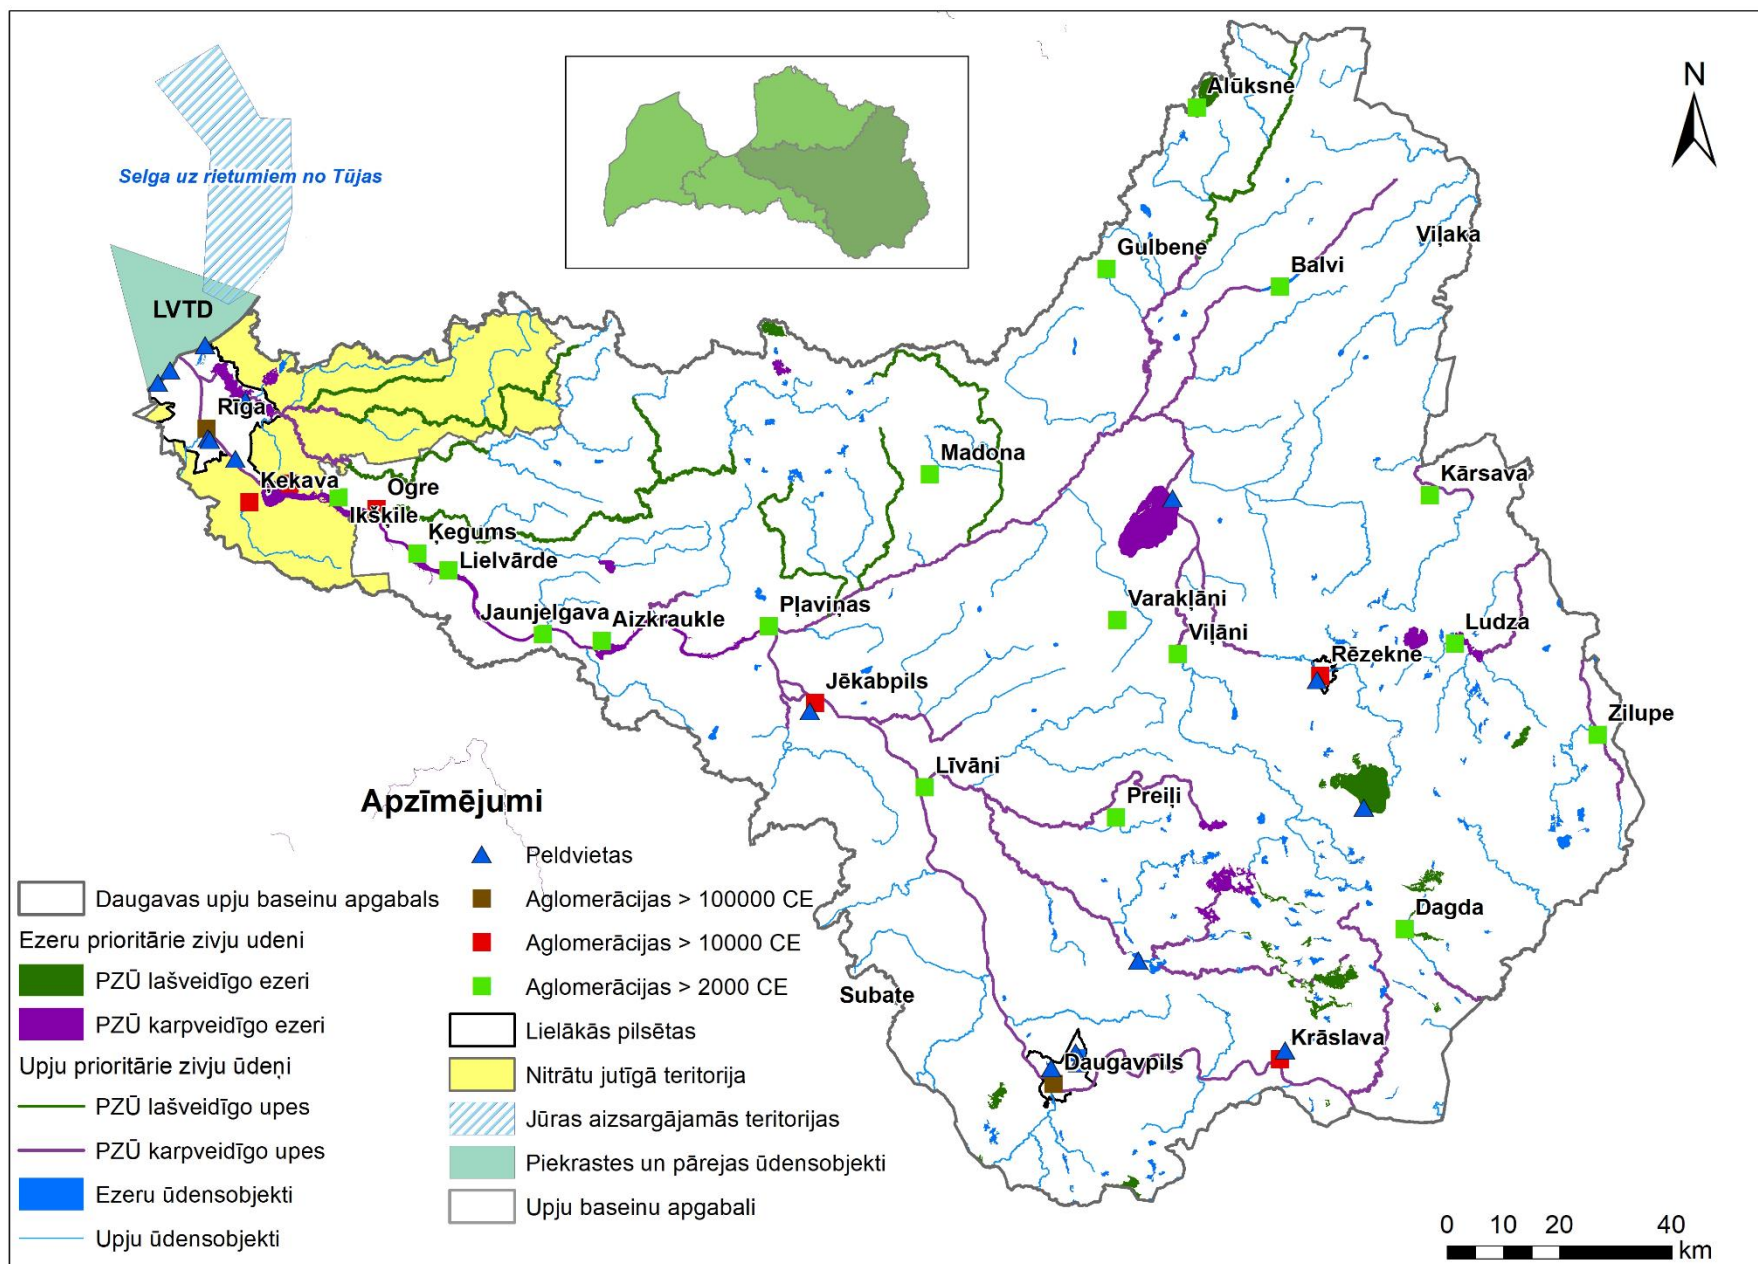 N
Alūksne
Selga uz rietumiem no Tūjas
Viļaka
Gulbene
Balvi
LVTD
Rīga
Madona
Kārsava
Ķekava
Ogre
Ikšķile
Ķegums
Lielvārde
Varakļāni
Pļaviņas
Jaunjelgava
Aizkraukle
Ludza
Viļāni
Rēzekne
Jēkabpils
Zilupe
Līvāni
Preiļi
Dagda
Subate
Krāslava
Daugavpils
Apzīmējumi
Daugavas upju baseinu apgabals
Ezeru prioritārie zivju udeni
PZŪ lašveidīgo ezeri
PZŪ karpveidīgo ezeri
Upju prioritārie zivju ūdeņi
PZŪ lašveidīgo upes
PZŪ karpveidīgo upes
Ezeru ūdensobjekti
Upju ūdensobjekti
Peldvietas
Aglomerācijas > 100000 CE
Aglomerācijas > 10000 CE
Aglomerācijas > 2000 CE
Lielākās pilsētas
Nitrātu jutīgā teritorija
Jūras aizsargājamās teritorijas
Piekrastes un pārejas ūdensobjekti
Upju baseinu apgabali
0 10 20 40
km